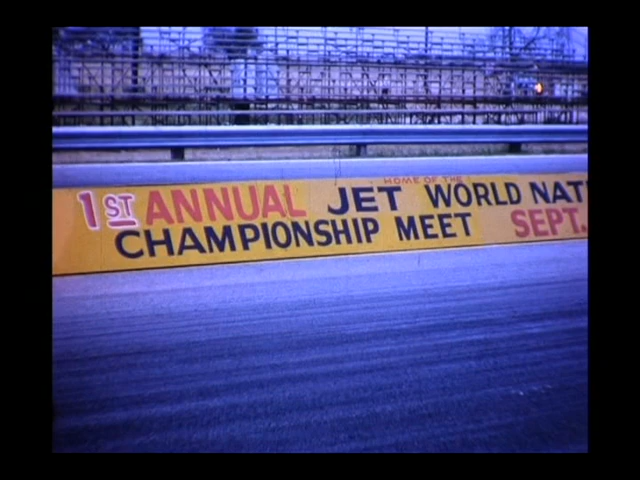 HOME OF THE
1ST ANNUAL JET WORLD NAT
CHAMPIONSHIP MEET SEPT.